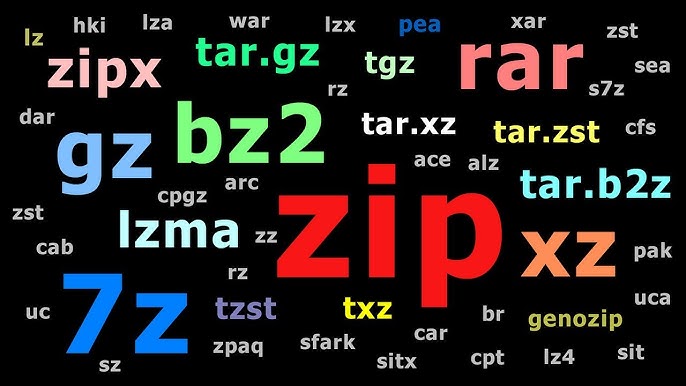 lz hki lza war lzx pea xar zst
zipx tar.gz tgz rar sea
rz s7z
dar gz bz2 tar.xz tar.zst cfs
ace alz
cpgz arc zip tar.b2z
zst lzma zz xz pak
cab rz
uca
uc 7z tzst txz br genozip
car
sz zpaq sfark sitx cpt lz4 sit